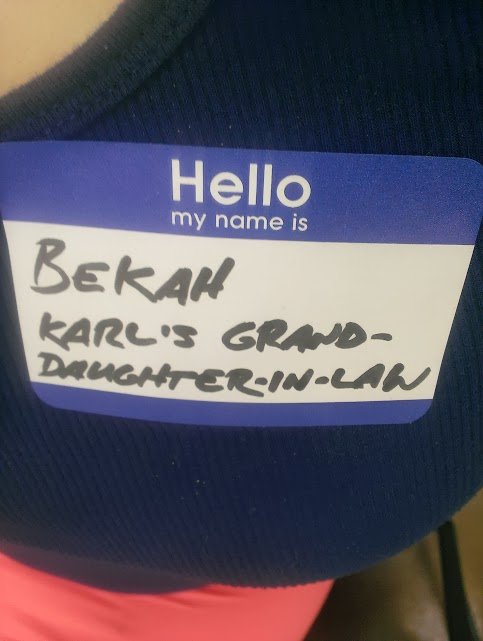 Hello
my name is
BEKAH
KARL'S GRAND-
DAUGHTER-IN-LAW